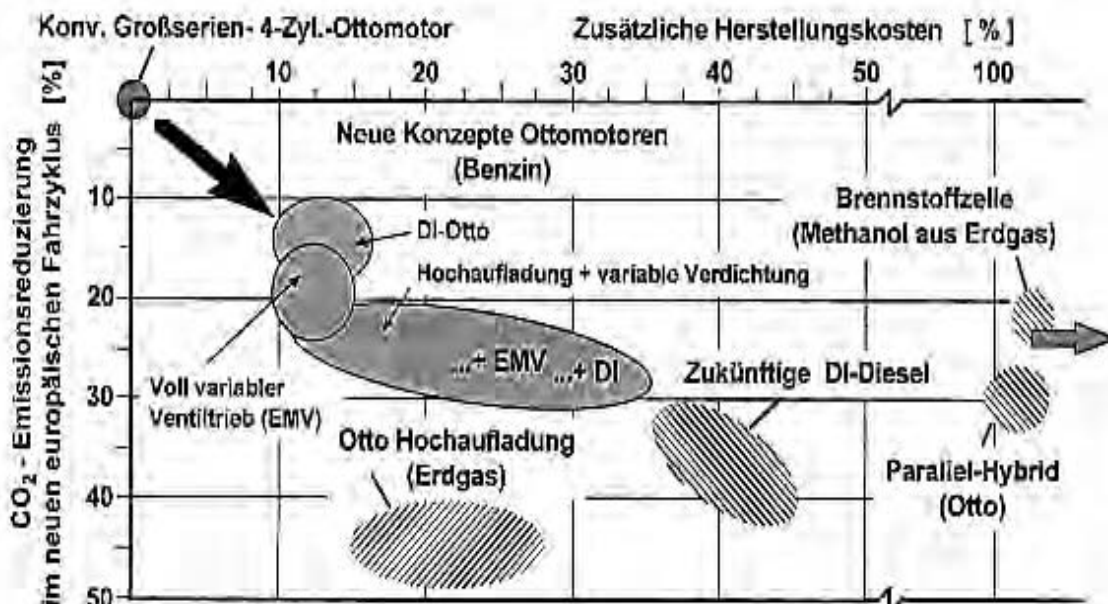 Konv. Großserien- 4-Zyl.-Ottomotor
Zusätzliche Herstellungskosten [ % ]
10 20 30 40 50 100
CO₂ - Emissionsreduzierung
im neuen europäischen Fahrzyklus [%]
Neue Konzepte Ottomotoren
(Benzin)
10
Brennstoffzelle
(Methanol aus Erdgas)
DI-Otto
Hochaufladung + variable Verdichtung
20
...+ EMV ...+ DI
Zukünftige DI-Diesel
Voll variabler
Ventiltrieb (EMV)
30
Otto Hochaufladung
(Erdgas)
Parallel-Hybrid
(Otto)
40
50